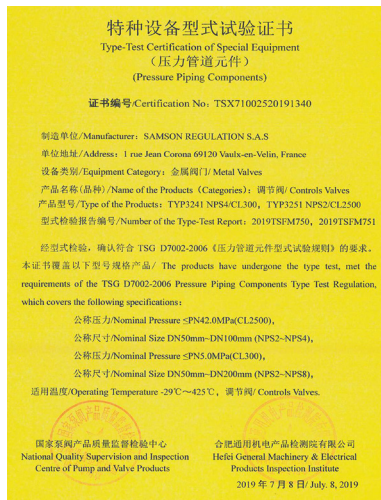 特种设备型式试验证书
Type-Test Certification of Special Equipment
（压力管道元件）
(Pressure Piping Components)
证书编号/Certification No: TSX71002520191340
制造单位/Manufacturer: SAMSON REGULATION S.A.S
单位地址/Address: 1 rue Jean Corona 69120 Vaulx-en-Velin, France
设备类别/Equipment Category: 金属阀门/ Metal Valves
产品名称(品种) /Name of the Products (Categories): 调节阀/ Controls Valves
产品型号/Type of the Products: TYP3241 NPS4/CL300, TYP3251 NPS2/CL2500
型式检验报告编号/Number of the Type-Test Report: 2019TSFM750, 2019TSFM751
经型式检验，确认符合 TSG D7002-2006《压力管道元件型式试验规则》的要求。
本证书覆盖以下型号规格产品/ The products have undergone the type test, met the
requirements of the TSG D7002-2006 Pressure Piping Components Type Test Regulation,
which covers the following specifications:
公称压力/Nominal Pressure ≤PN42.0MPa(CL2500),
公称尺寸/Nominal Size DN50mm~DN100mm (NPS2~NPS4),
公称压力/Nominal Pressure ≤PN5.0MPa(CL300),
公称尺寸/Nominal Size DN50mm~DN200mm (NPS2~NPS8),
适用温度/Operating Temperature -29℃～425℃, 调节阀/ Controls Valves.
国家泵阀产品质量监督检验中心
National Quality Supervision and Inspection
Centre of Pump and Valve Products
合肥通用机电产品检测院有限公司
Hefei General Machinery & Electrical
Products Inspection Institute
2019 年 7 月 8 日/ July. 8, 2019